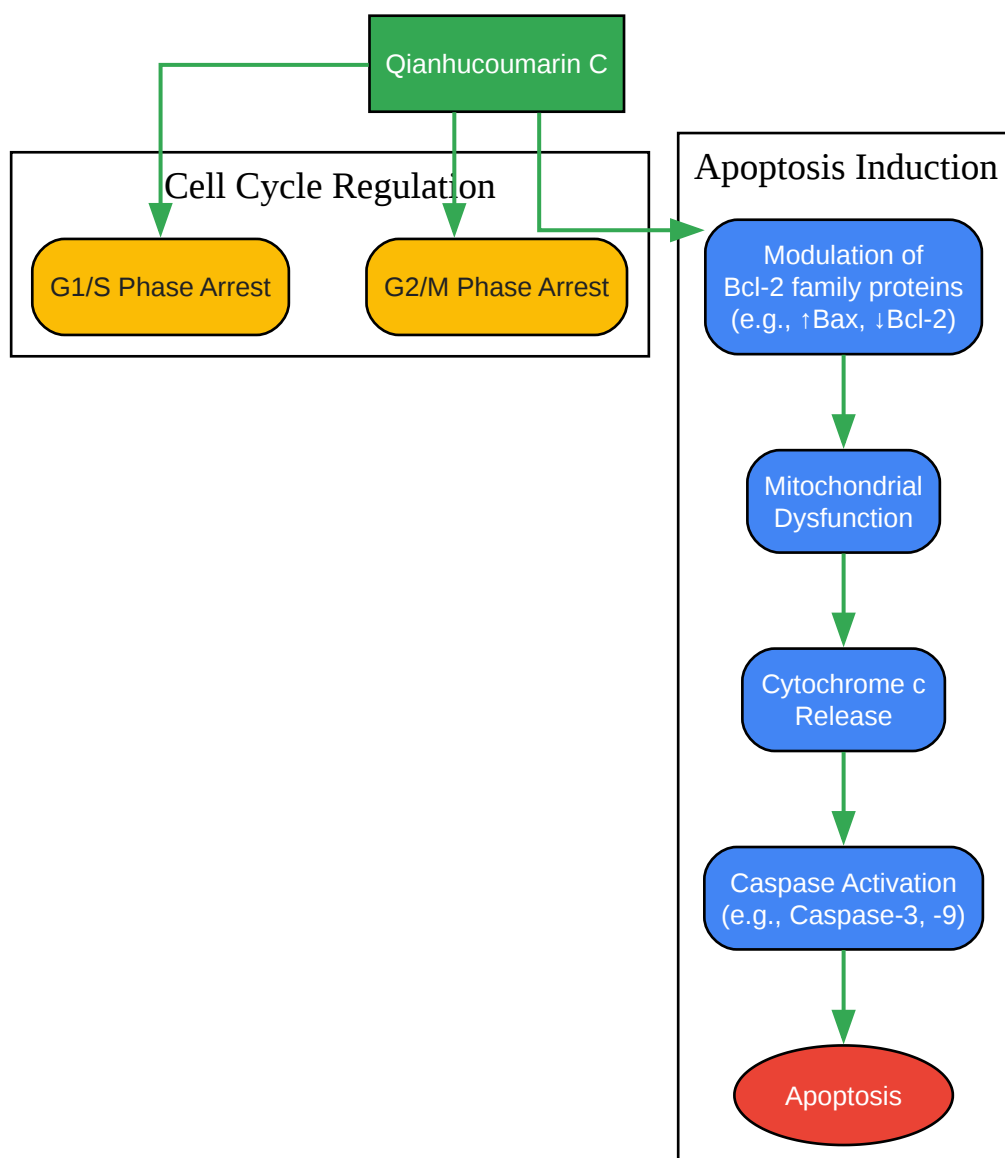 Qianhucoumarin C
Cell Cycle Regulation
G1/S Phase Arrest
G2/M Phase Arrest
Apoptosis Induction
Modulation of
Bcl-2 family proteins
(e.g., ↑Bax, ↓Bcl-2)
Mitochondrial
Dysfunction
Cytochrome c
Release
Caspase Activation
(e.g., Caspase-3, -9)
Apoptosis